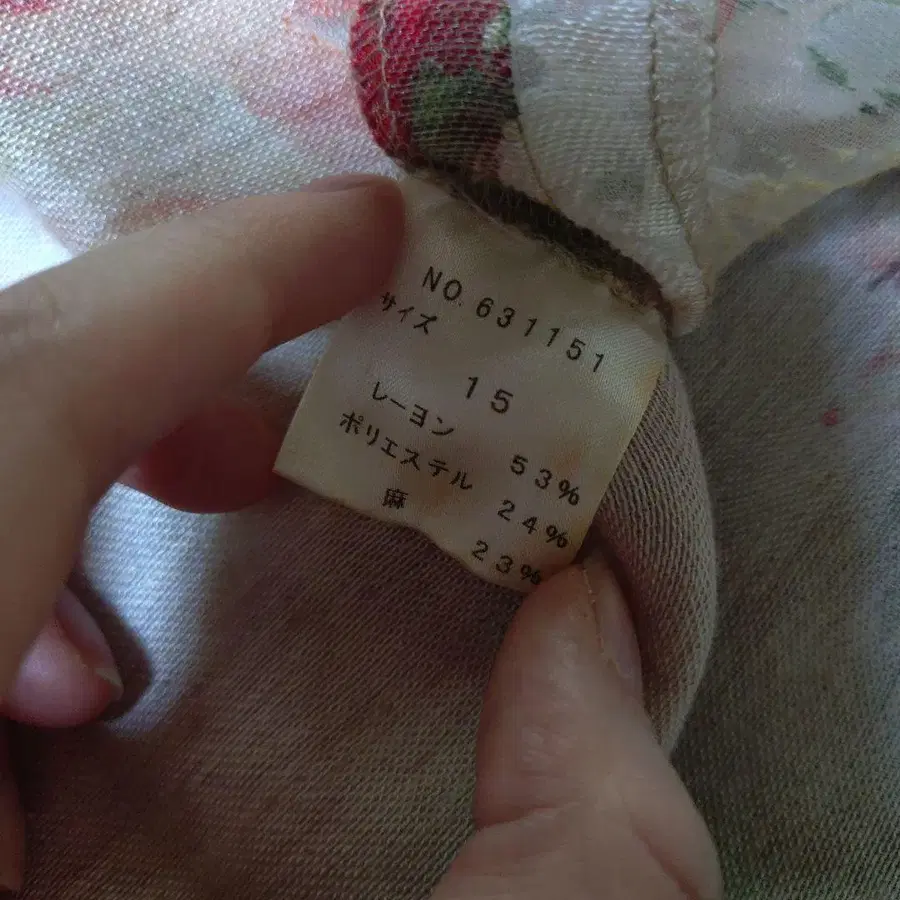 NO. 631151
サイズ
15
レーヨン 53%
ポリエステル 24%
麻 23%